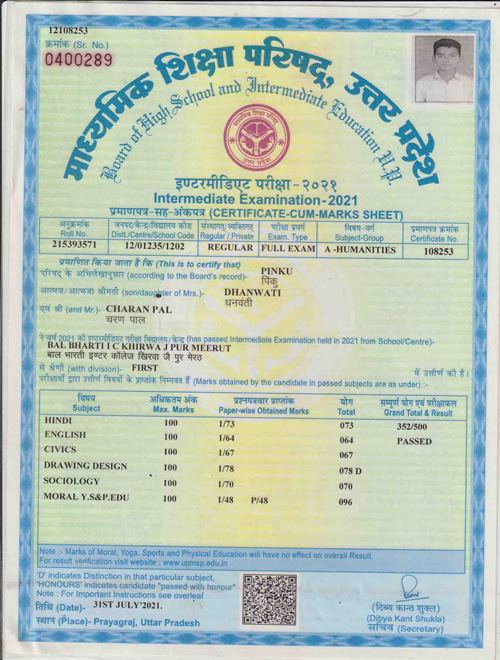 12108253
क्रमांक (Sr. No.)
0400289
माध्यमिक शिक्षा परिषद, उत्तर प्रदेश
Board of High School and Intermediate Education U.P.
माध्यमिक शिक्षा परिषद
उत्तर प्रदेश
इण्टरमीडिएट परीक्षा-२०२१
Intermediate Examination-2021
प्रमाणपत्र-सह-अंकपत्र (CERTIFICATE-CUM-MARKS SHEET)
अनुक्रमांक जनपद/केन्द्र/विद्यालय कोड संस्थागत/व्यक्तिगत परीक्षा प्रवर्ग विषय-वर्ग प्रमाणपत्र क्रमांक
Roll No. Distt./Centre/School Code Regular / Private Exam. Type Subject-Group Certificate No.
215393571 12/01235/1202 REGULAR FULL EXAM A -HUMANITIES 108253
प्रमाणित किया जाता है कि (This is to certify that)
परिषद के अभिलेखानुसार (according to the Board's record)- PINKU
पिंकु
आत्मज/आत्मजा श्रीमती (son/daughter of Mrs.)- DHANWATI
धनवंती
एवं श्री (and Mr.)- CHARAN PAL
चरण पाल
ने वर्ष 2021 की इण्टरमीडिएट परीक्षा विद्यालय/केन्द्र (has passed Intermediate Examination held in 2021 from School/Centre)-
BAL BHARTI I C KHIRWA J PUR MEERUT
बाल भारती इण्टर कॉलेज खिरवा जै पुर मेरठ
से श्रेणी (with division)- FIRST में उत्तीर्ण की है।
परीक्षार्थी द्वारा उत्तीर्ण विषयों के प्राप्तांक निम्नवत हैं (Marks obtained by the candidate in passed subjects are as under) :-
विषय अधिकतम अंक प्रश्नपत्रवार प्राप्तांक योग सम्पूर्ण योग एवं परीक्षाफल
Subject Max. Marks Paper-wise Obtained Marks Total Grand Total & Result
HINDI 100 1/73 073 352/500
ENGLISH 100 1/64 064 PASSED
CIVICS 100 1/67 067
DRAWING DESIGN 100 1/78 078 D
SOCIOLOGY 100 1/70 070
MORAL Y.S&P.EDU 100 1/48 P/48 096
Note :- Marks of Moral, Yoga, Sports and Physical Education will have no effect on overall Result.
For result verification visit website : www.upmsp.edu.in
'D' indicates Distinction in that particular subject,
'HONOURS' indicates candidate "passed with honour"
Note : For Important Instructions see overleaf
तिथि (Date)- 31ST JULY'2021.
स्थान (Place)- Prayagraj, Uttar Pradesh
(दिव्य कान्त शुक्ल)
(Dibya Kant Shukla)
सचिव (Secretary)